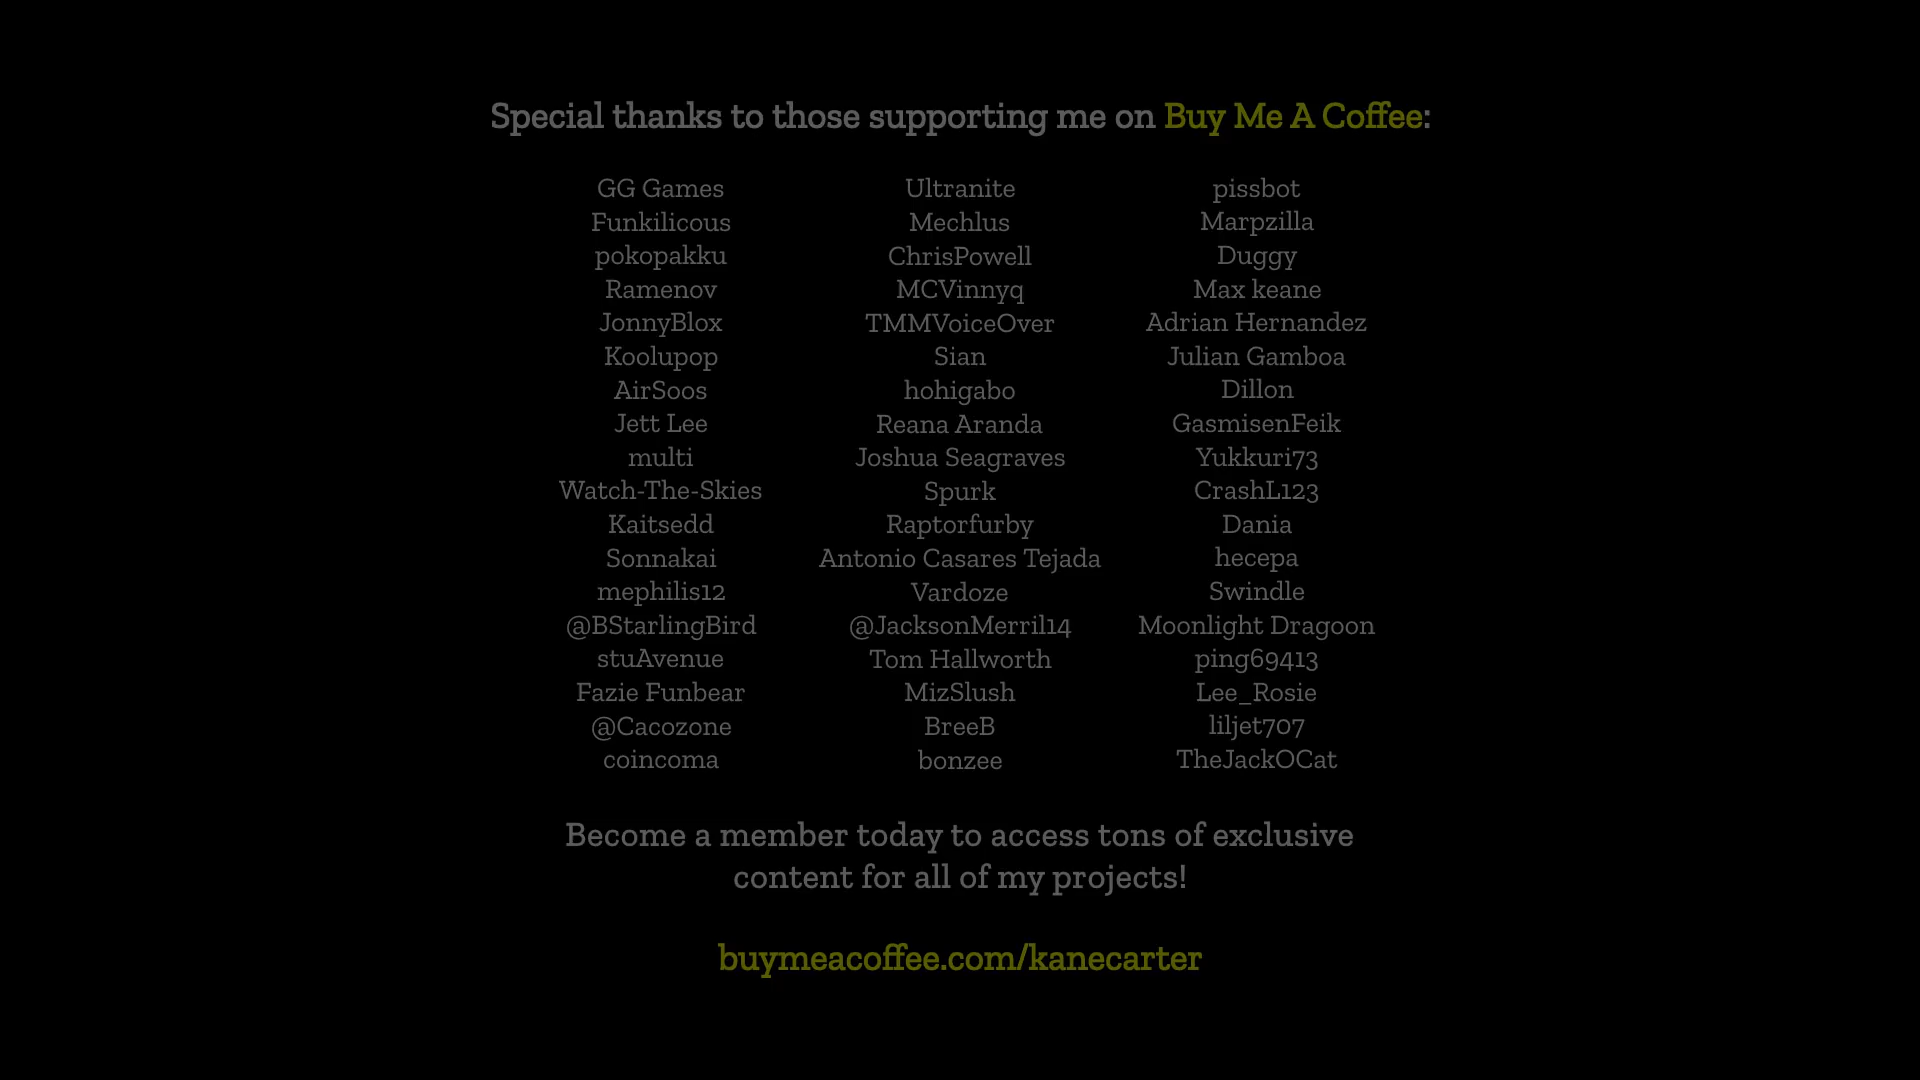 Special thanks to those supporting me on Buy Me A Coffee:
GG Games
Funkilicous
pokopakku
Ramenov
JonnyBlox
Koolupop
AirSoos
Jett Lee
multi
Watch-The-Skies
Kaitsedd
Sonnakai
mephilis12
@BStarlingBird
stuAvenue
Fazie Funbear
@Cacozone
coincoma
Ultranite
Mechlus
ChrisPowell
MCVinnyq
TMMVoiceOver
Sian
hohigabo
Reana Aranda
Joshua Seagraves
Spurk
Raptorfurby
Antonio Casares Tejada
Vardoze
@JacksonMerril14
Tom Hallworth
MizSlush
BreeB
bonzee
pissbot
Marpzilla
Duggy
Max keane
Adrian Hernandez
Julian Gamboa
Dillon
GasmisenFeik
Yukkuri73
CrashL123
Dania
hecepa
Swindle
Moonlight Dragoon
ping69413
Lee_Rosie
liljet707
TheJackOCat
Become a member today to access tons of exclusive
content for all of my projects!
buymeacoffee.com/kanecarter